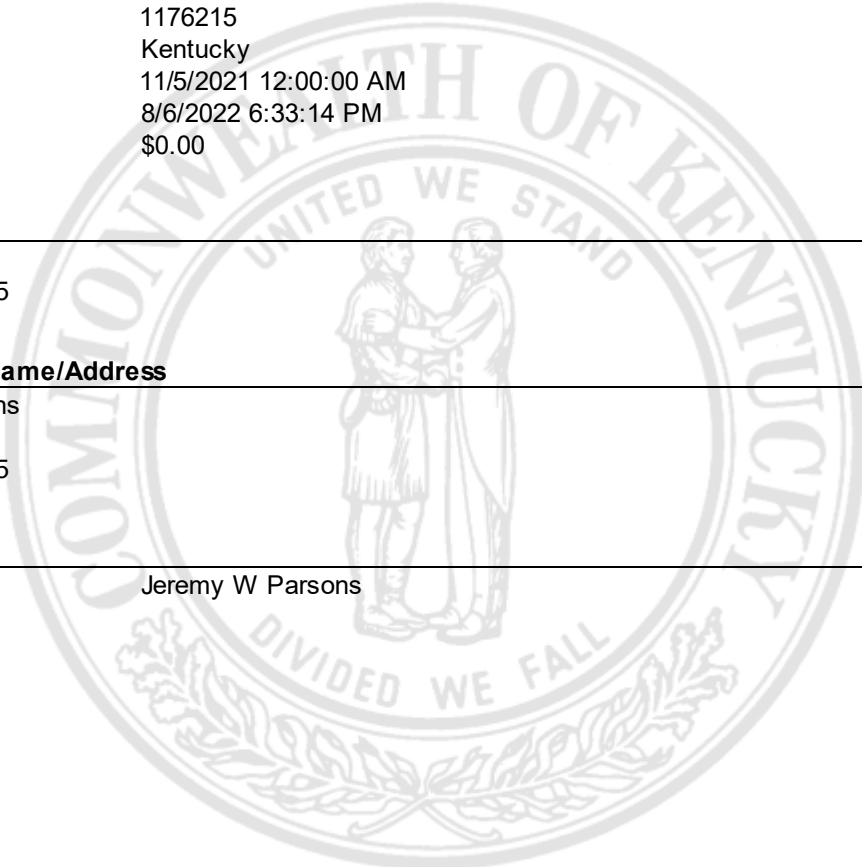 1176215
Kentucky
11/5/2021 12:00:00 AM
8/6/2022 6:33:14 PM
$0.00
COMMONWEALTH OF KENTUCKY
UNITED WE STAND
5
ame/Address
ns
5
Jeremy W Parsons
DIVIDED WE FALL